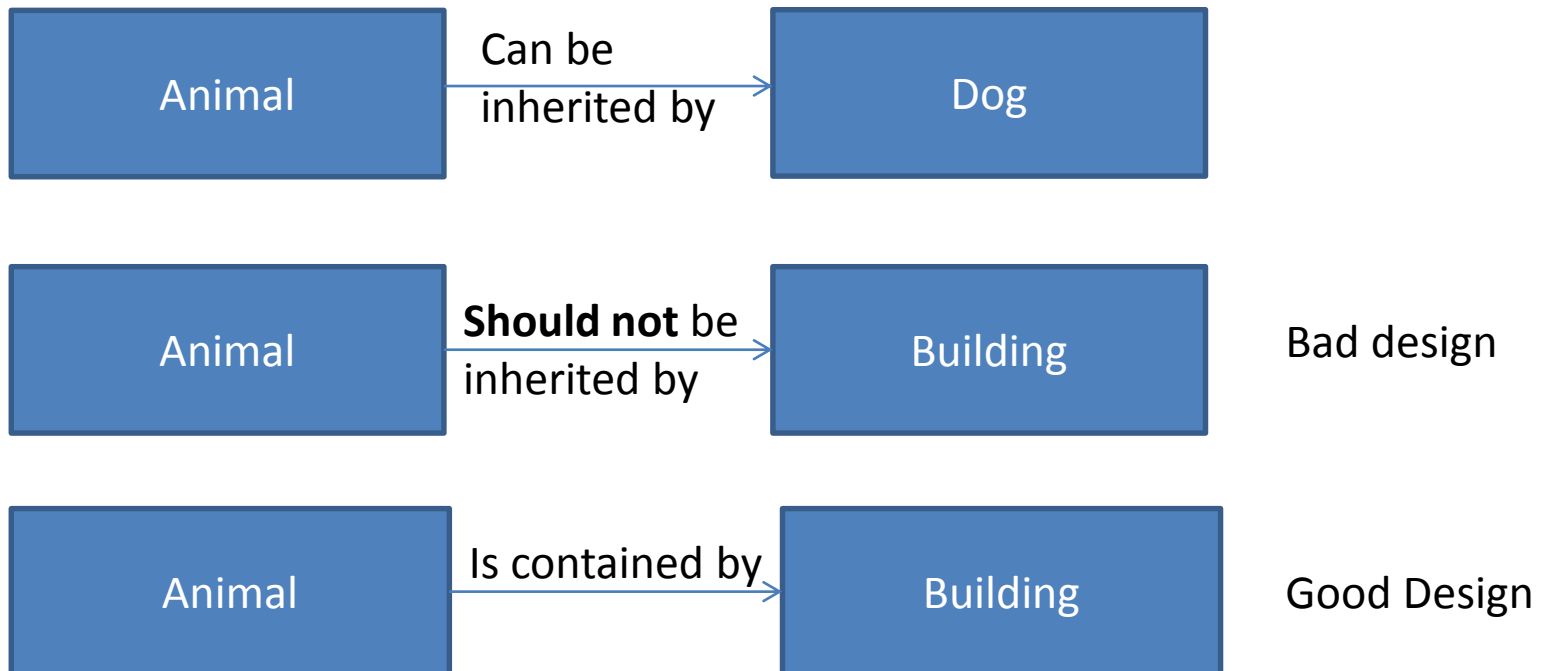 Animal
Can be
inherited by
Dog
Animal
Should not be
inherited by
Building
Bad design
Animal
Is contained by
Building
Good Design